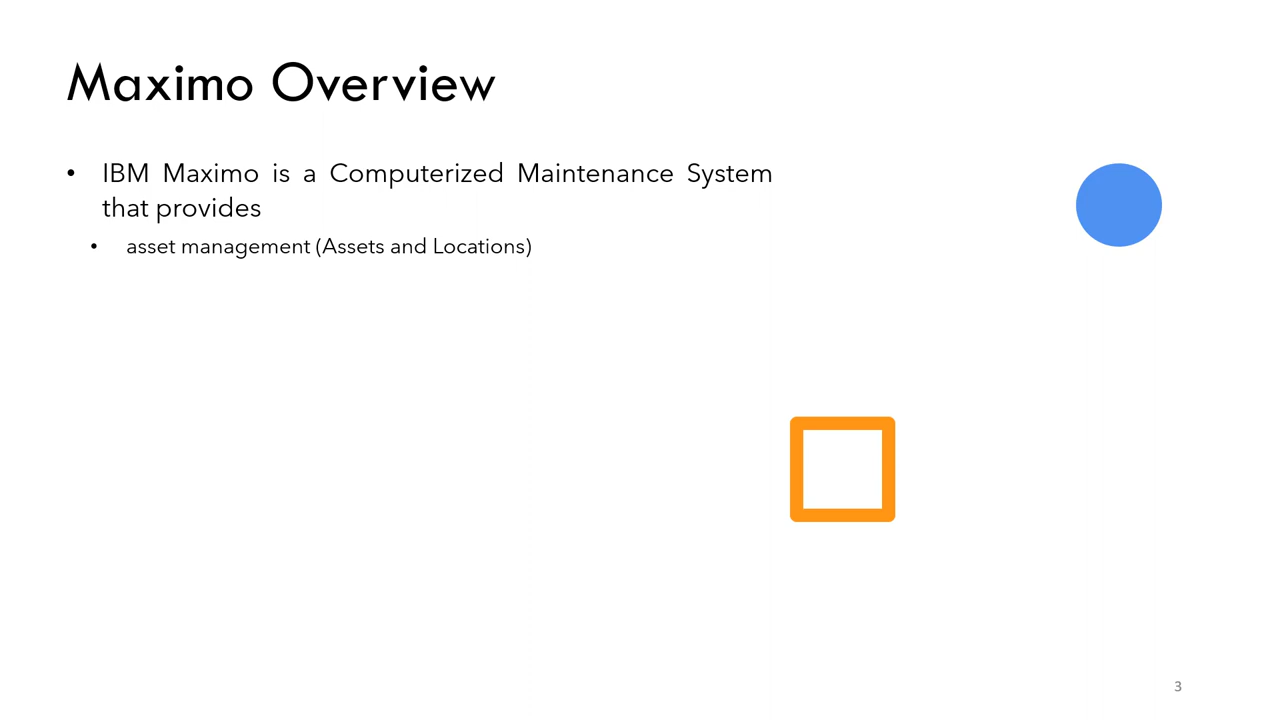 Maximo Overview
• IBM Maximo is a Computerized Maintenance System
that provides
• asset management (Assets and Locations)
3